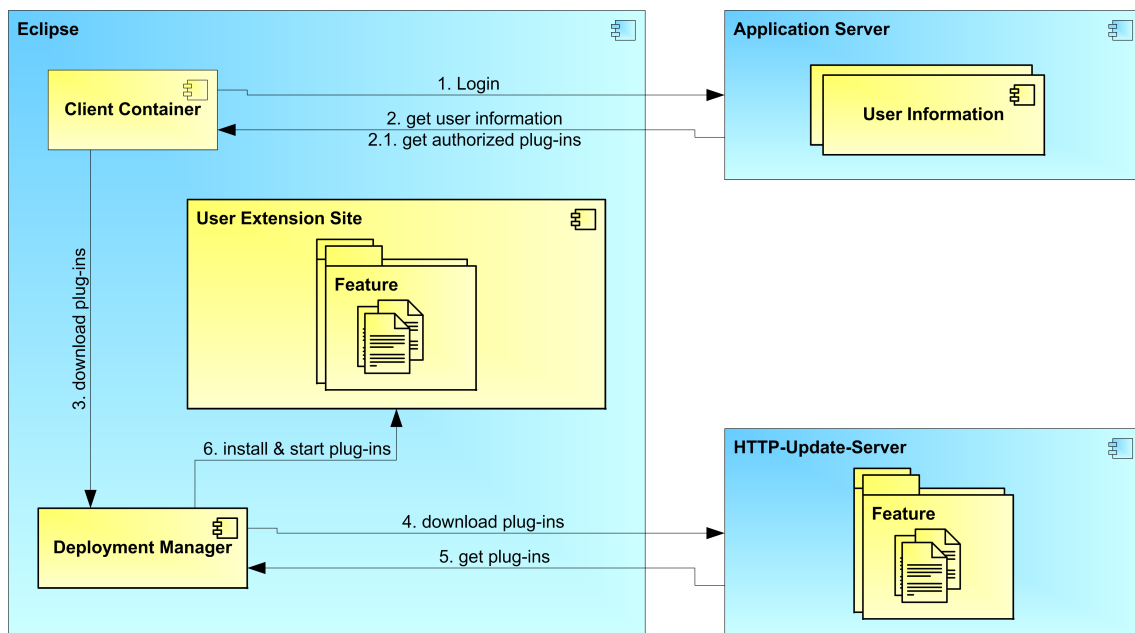 Eclipse
Application Server
Client Container
1. Login
User Information
2. get user information
2.1. get authorized plug-ins
User Extension Site
Feature
3. download plug-ins
6. install & start plug-ins
HTTP-Update-Server
Feature
4. download plug-ins
Deployment Manager
5. get plug-ins